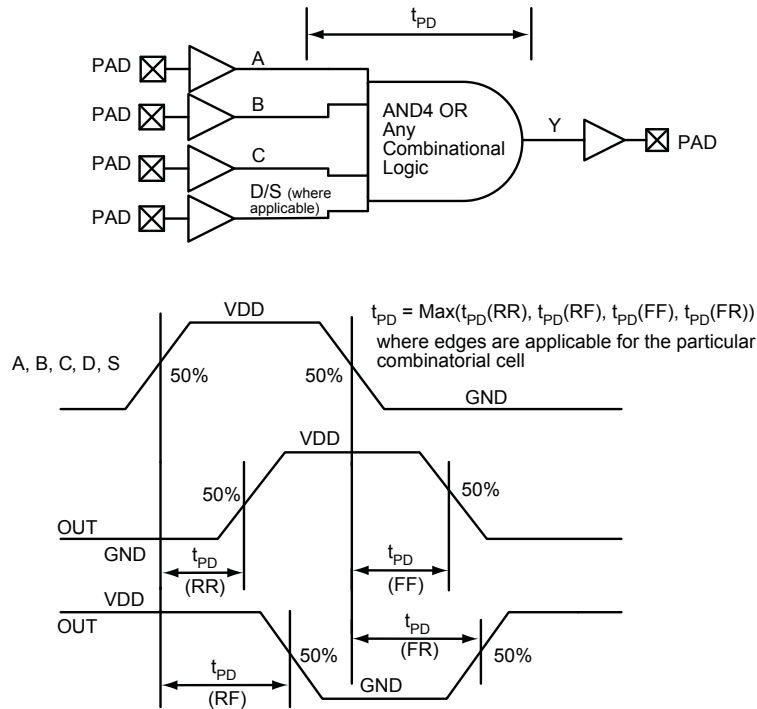 tPD
PAD
A
PAD
B
PAD
C
PAD
D/S (where
applicable)
AND4 OR
Any
Combinational
Logic
Y
PAD
tPD = Max(tPD(RR), tPD(RF), tPD(FF), tPD(FR))
where edges are applicable for the particular
combinatorial cell
VDD
A, B, C, D, S
50%
50%
GND
VDD
50%
50%
OUT
GND
tPD
(RR)
tPD
(FF)
VDD
OUT
tPD
(RF)
50%
tPD
(FR)
50%
GND